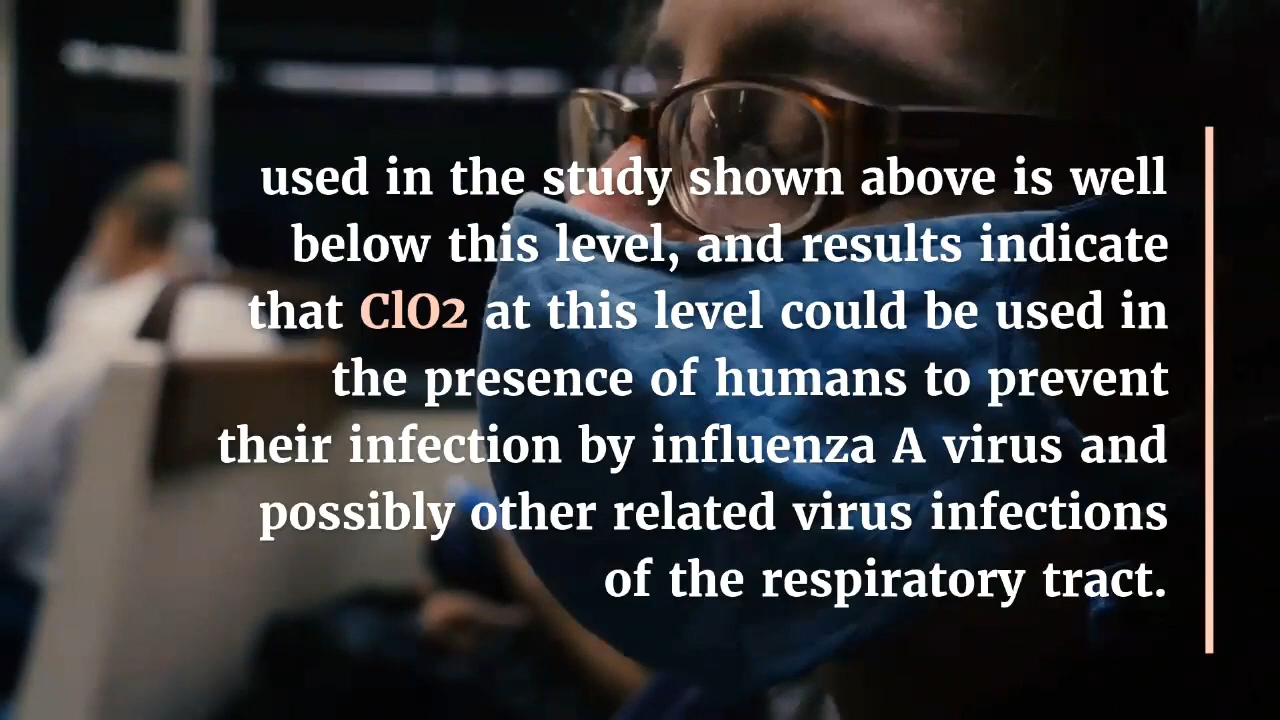 used in the study shown above is well
below this level, and results indicate
that ClO2 at this level could be used in
the presence of humans to prevent
their infection by influenza A virus and
possibly other related virus infections
of the respiratory tract.